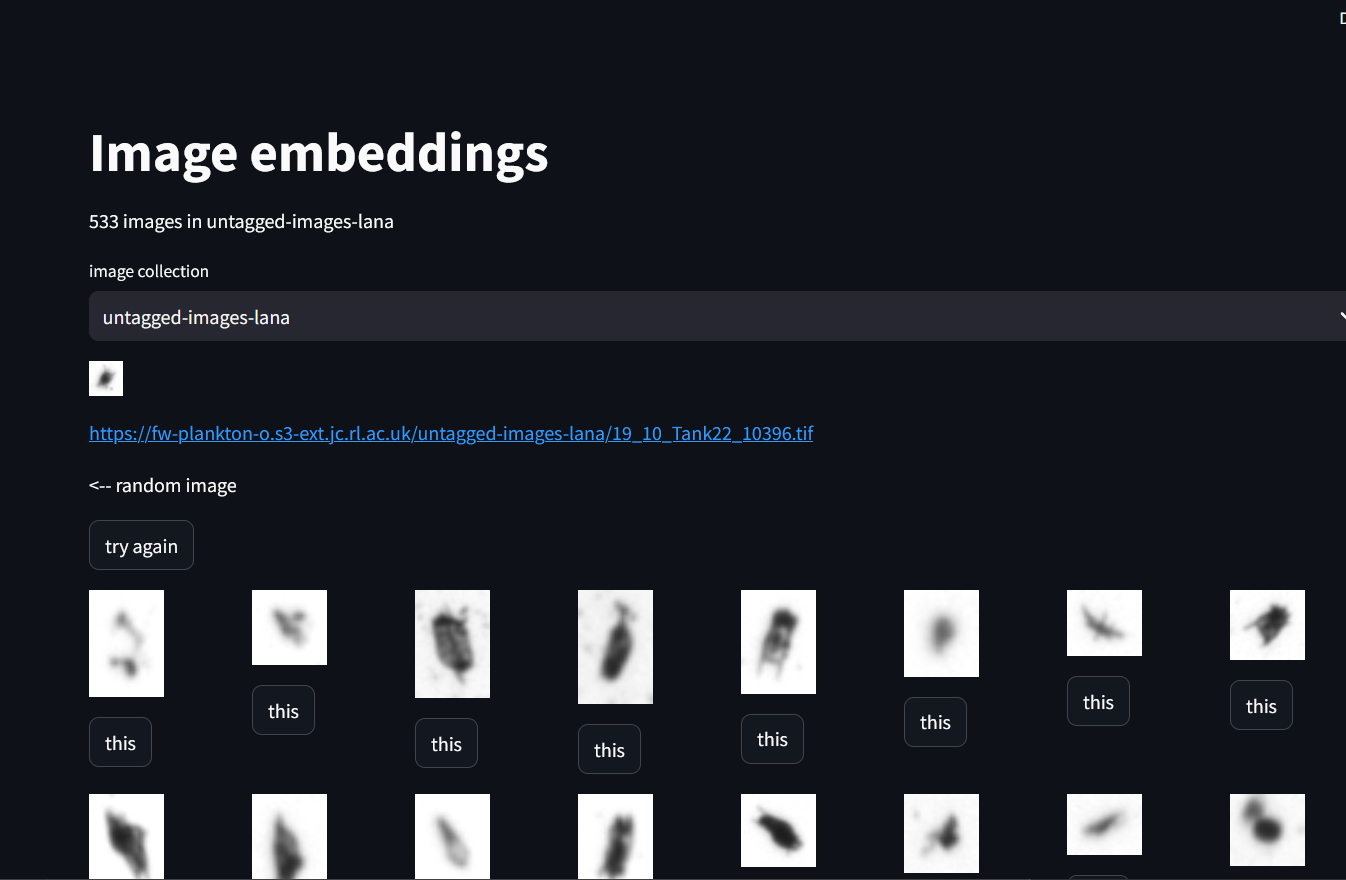 Image embeddings
533 images in untagged-images-lana
image collection
untagged-images-lana
https://fw-plankton-o.s3-ext.jc.rl.ac.uk/untagged-images-lana/19_10_Tank22_10396.tif
<-- random image
try again
this this this this this this this this